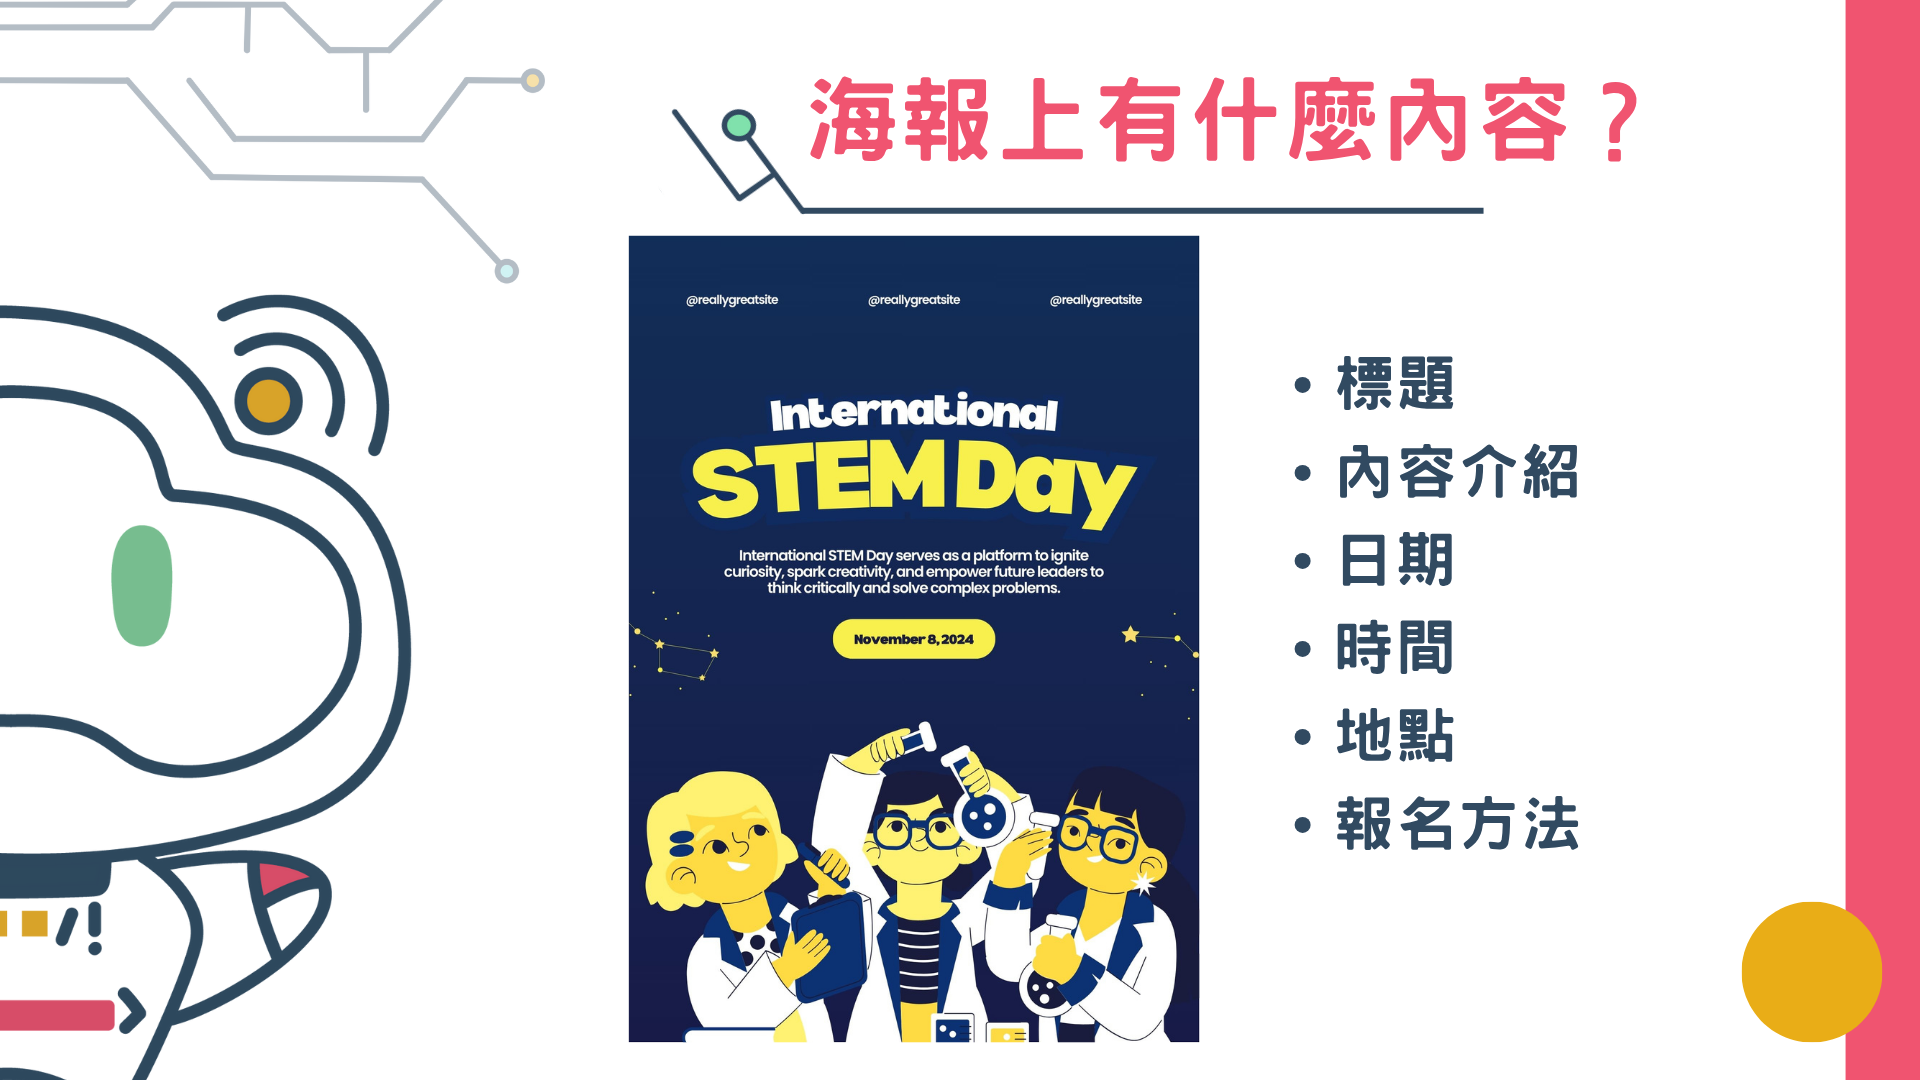 海報上有什麼內容？
@reallygreatsite @reallygreatsite @reallygreatsite
International
STEM Day
International STEM Day serves as a platform to ignite
curiosity, spark creativity, and empower future leaders to
think critically and solve complex problems.
November 8, 2024
• 標題
• 內容介紹
• 日期
• 時間
• 地點
• 報名方法